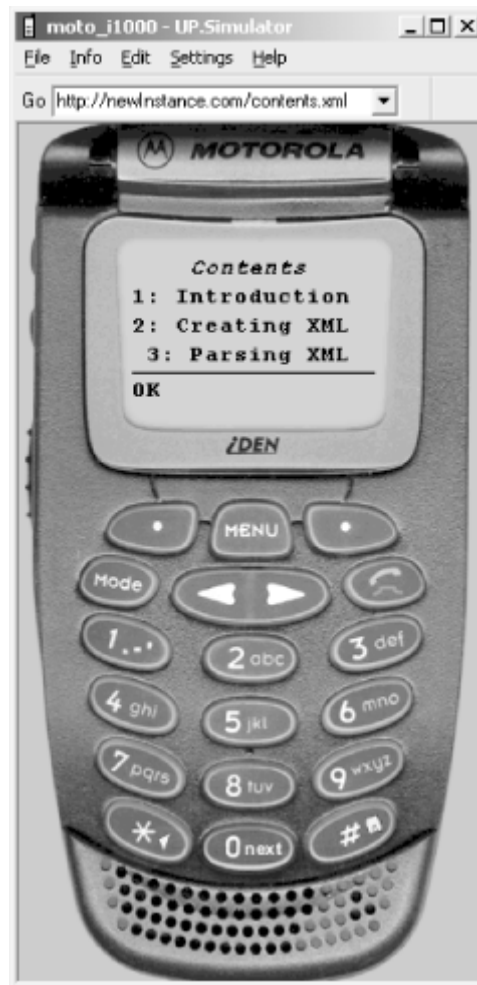 moto_i1000 - UP.Simulator
File Info Edit Settings Help
Go http://newInstance.com/contents.xml
MOTOROLA
Contents
1: Introduction
2: Creating XML
3: Parsing XML
OK
iDEN
MENU
Mode
1.-'
2 abc
3 def
4 ghi
5 jkl
6 mno
7 pqrs
8 tuv
9 wxyz
*
0 next
#